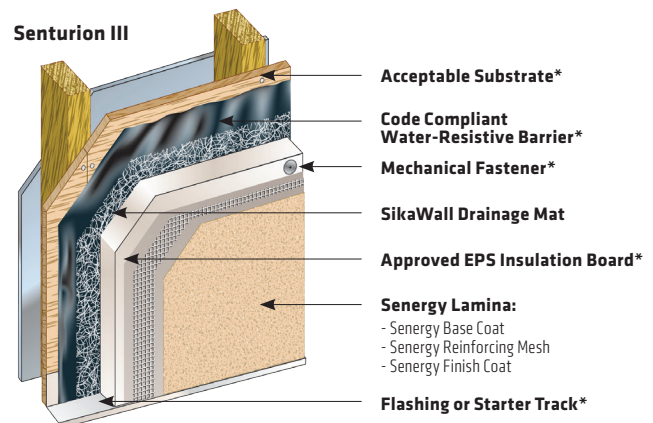 Senturion III
Acceptable Substrate*
Code Compliant
Water-Resistive Barrier*
Mechanical Fastener*
SikaWall Drainage Mat
Approved EPS Insulation Board*
Senergy Lamina:
- Senergy Base Coat
- Senergy Reinforcing Mesh
- Senergy Finish Coat
Flashing or Starter Track*